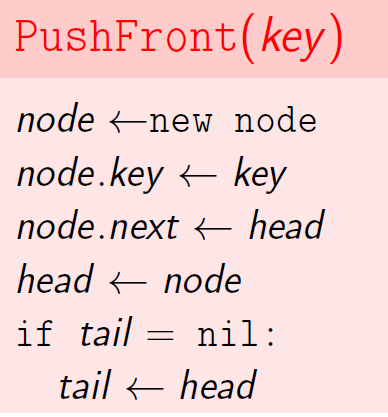 PushFront(key)
node ←new node
node.key ← key
node.next ← head
head ← node
if tail = nil:
tail ← head